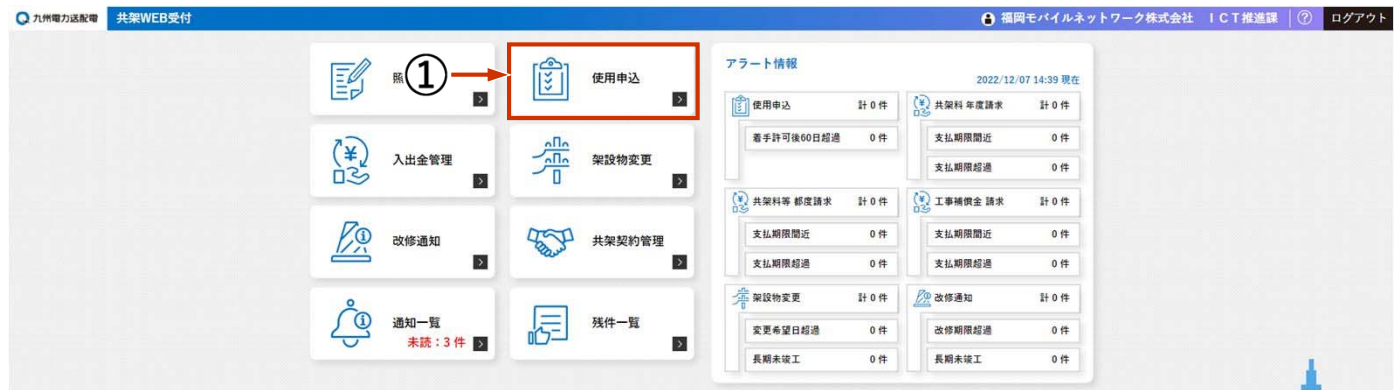 九州電力送配電 共架WEB受付 福岡モバイルネットワーク株式会社 ICT推進課 ? ログアウト
照
①
使用申込
入出金管理
架設物変更
改修通知
共架契約管理
通知一覧
未読：3 件
残件一覧
アラート情報
2022/12/07 14:39 現在
使用申込 計 0 件
着手許可後60日超過 0 件
共架料 年度請求 計 0 件
支払期限間近 0 件
支払期限超過 0 件
共架料等 都度請求 計 0 件
支払期限間近 0 件
支払期限超過 0 件
工事補償金 請求 計 0 件
支払期限間近 0 件
支払期限超過 0 件
架設物変更 計 0 件
変更希望日超過 0 件
長期未竣工 0 件
改修通知 計 0 件
改修期限超過 0 件
長期未竣工 0 件